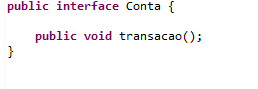 public interface Conta {
public void transacao();
}